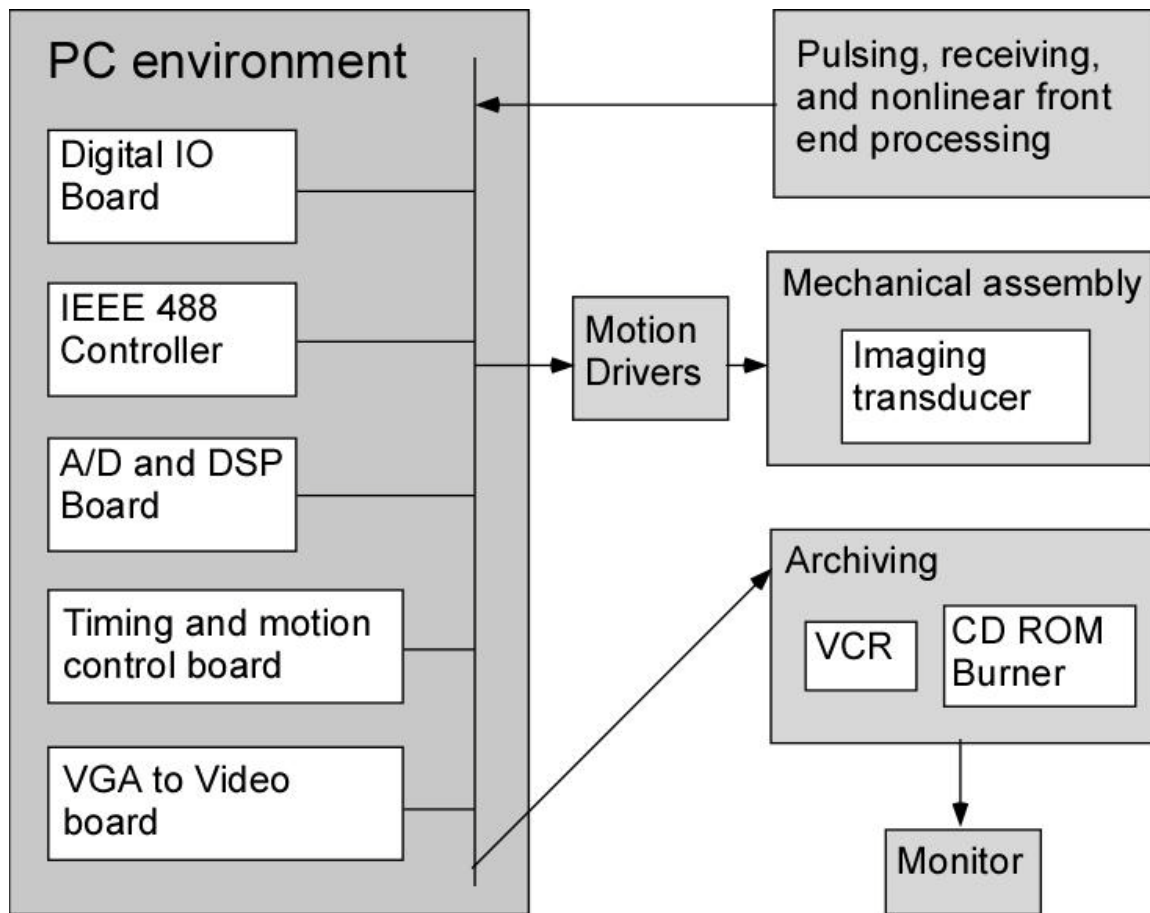 PC environment
Digital IO
Board
IEEE 488
Controller
A/D and DSP
Board
Timing and motion
control board
VGA to Video
board
Pulsing, receiving,
and nonlinear front
end processing
Motion
Drivers
Mechanical assembly
Imaging
transducer
Archiving
VCR
CD ROM
Burner
Monitor